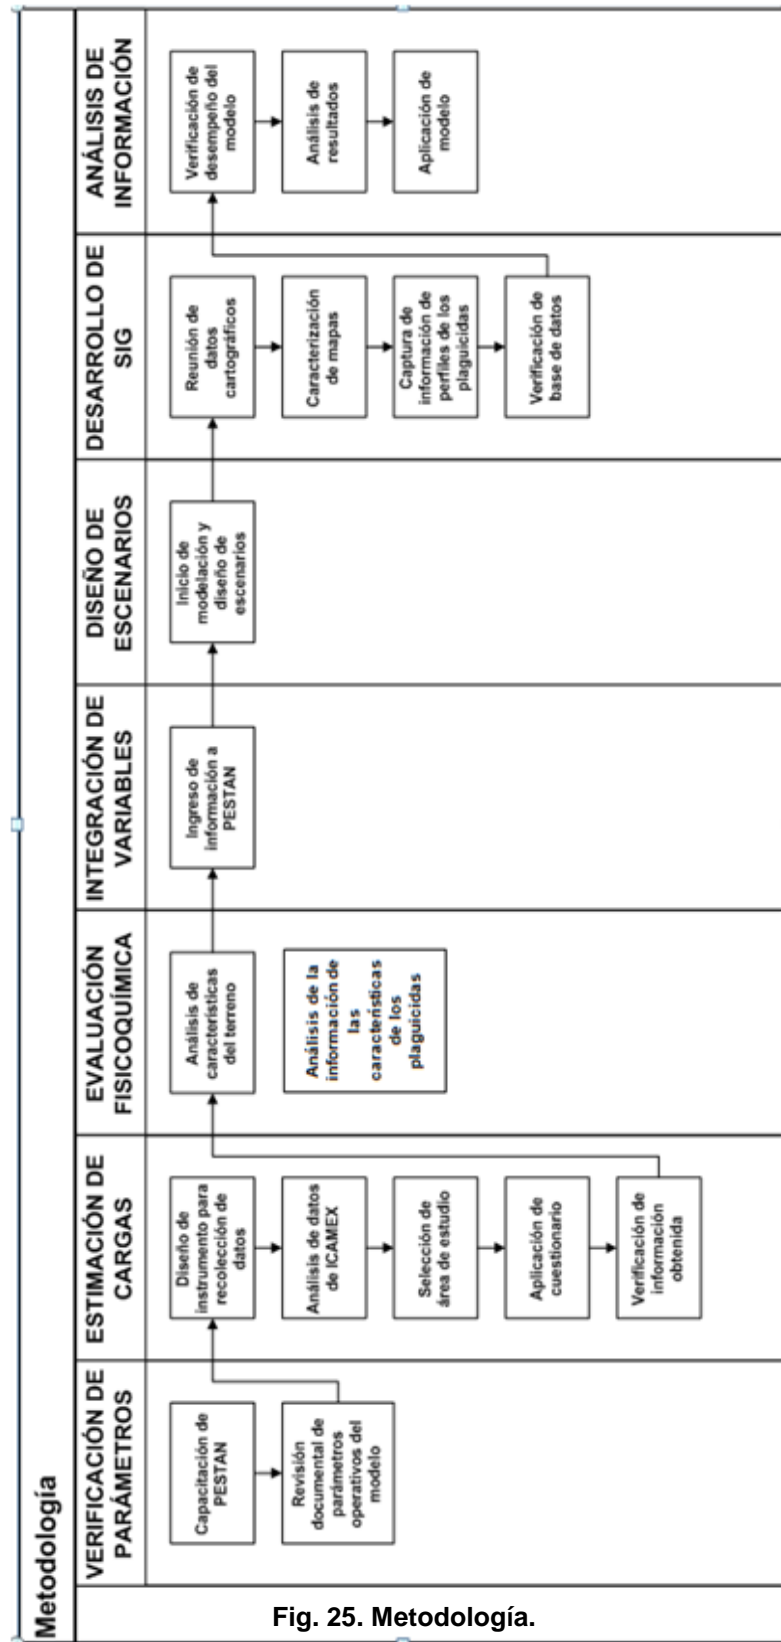 Metodología
VERIFICACIÓN DE
PARÁMETROS
Capacitación de
PESTAN
Revisión
documental de
parámetros
operativos del
modelo
ESTIMACIÓN DE
CARGAS
Diseño de
instrumento para
recolección de
datos
Análisis de datos
de ICAMEX
Selección de
área de estudio
Aplicación de
cuestionario
Verificación de
información
obtenida
EVALUACIÓN
FISICOQUÍMICA
Análisis de
características
del terreno
Análisis de la
información de
las
características
de los
plaguicidas
INTEGRACIÓN DE
VARIABLES
Ingreso de
información a
PESTAN
DISEÑO DE
ESCENARIOS
Inicio de
modelación y
diseño de
escenarios
DESARROLLO DE
SIG
Reunión de
datos
cartográficos
Caracterización
de mapas
Captura de
información de
perfiles de los
plaguicidas
Verificación de
base de datos
ANÁLISIS DE
INFORMACIÓN
Verificación de
desempeño del
modelo
Análisis de
resultados
Aplicación de
modelo
Fig. 25. Metodología.